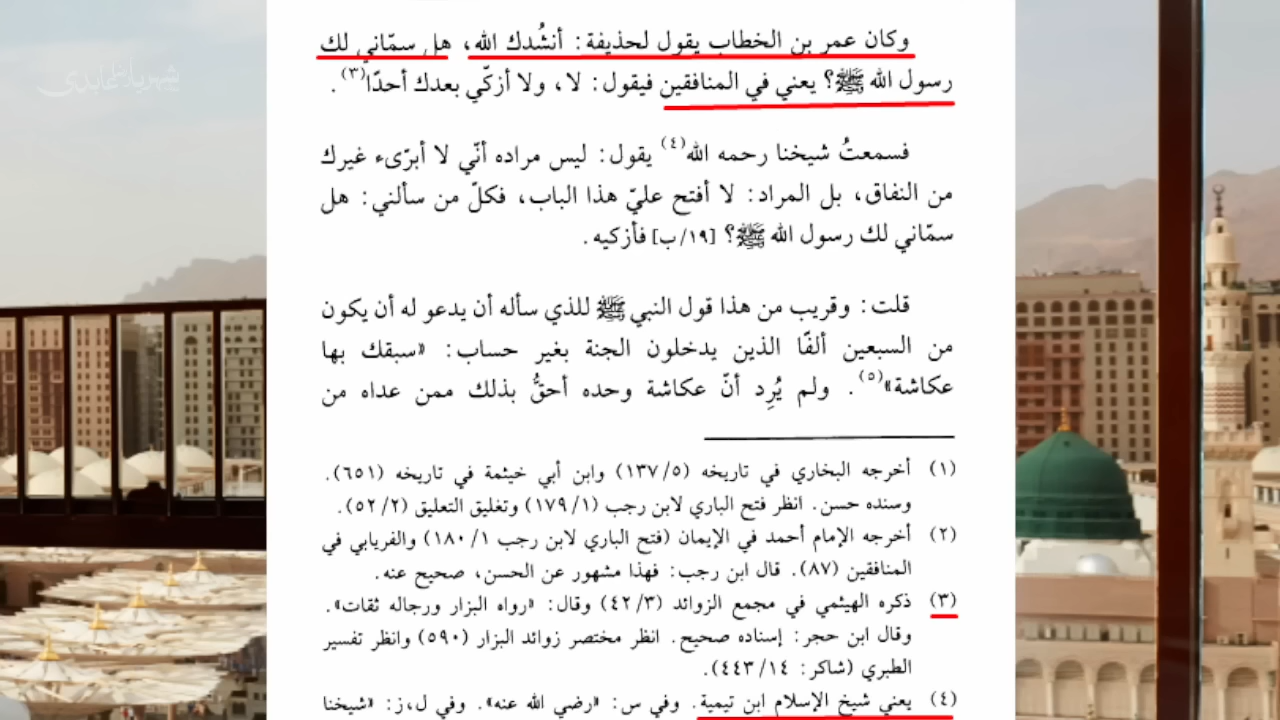 شهریار عابدی
وكان عمر بن الخطاب يقول لحذيفة: أنشُدك الله، هل سمّاني لك
رسول الله ﷺ؟ يعني في المنافقين فيقول: لا، ولا أزكّي بعدك أحدًا(٣).
فسمعتُ شيخنا رحمه الله(٤) يقول: ليس مراده أنّي لا أبرّىء غيرك
من النفاق، بل المراد: لا أفتح عليّ هذا الباب، فكلّ من سألني: هل
سمّاني لك رسول الله ﷺ؟ [١٩/ب] فأزكيه.
قلت: وقريب من هذا قول النبي ﷺ للذي سأله أن يدعو له أن يكون
من السبعين ألفًا الذين يدخلون الجنة بغير حساب: «سبقك بها
عكاشة»(٥). ولم يُرِد أنّ عكاشة وحده أحقُّ بذلك ممن عداه من
(١) أخرجه البخاري في تاريخه (١٣٧/٥) وابن أبي خيثمة في تاريخه (٦٥١).
وسنده حسن. انظر فتح الباري لابن رجب (١٧٩/١) وتغليق التعليق (٥٢/٢).
(٢) أخرجه الإمام أحمد في الإيمان (فتح الباري لابن رجب ١٨٠/١) والفريابي في
المنافقين (٨٧). قال ابن رجب: فهذا مشهور عن الحسن، صحيح عنه.
(٣) ذكره الهيثمي في مجمع الزوائد (٤٢/٣) وقال: «رواه البزار ورجاله ثقات».
وقال ابن حجر: إسناده صحيح. انظر مختصر زوائد البزار (٥٩٠) وانظر تفسير
الطبري (شاكر: ٤٤٣/١٤).
(٤) يعني شيخ الإسلام ابن تيمية. وفي س: «رضي الله عنه». وفي ل،ز: «شيخنا